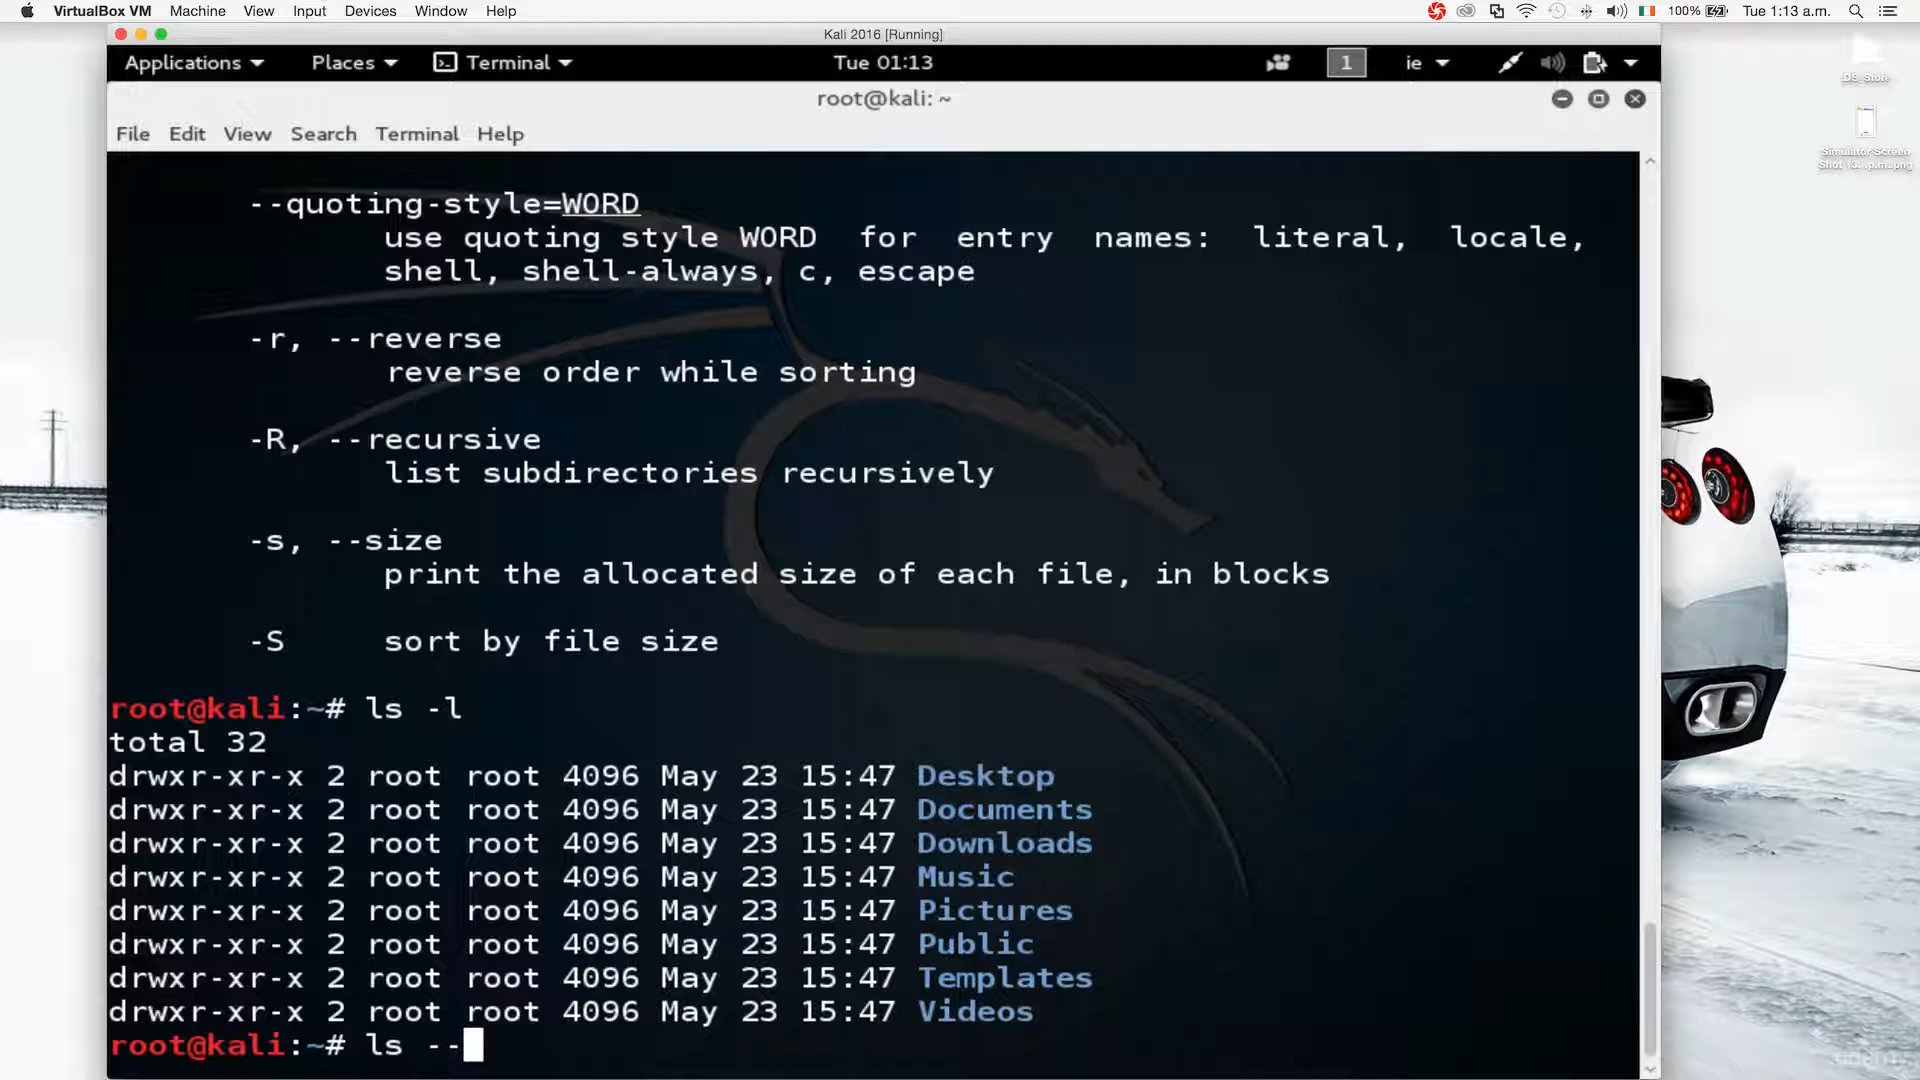 VirtualBox VM Machine View Input Devices Window Help 100% Tue 1:13 a.m.
Kali 2016 [Running]
Applications Places Terminal Tue 01:13 1 ie
root@kali: ~
File Edit View Search Terminal Help
--quoting-style=WORD
use quoting style WORD for entry names: literal, locale,
shell, shell-always, c, escape
-r, --reverse
reverse order while sorting
-R, --recursive
list subdirectories recursively
-s, --size
print the allocated size of each file, in blocks
-S sort by file size
root@kali:~# ls -l
total 32
drwxr-xr-x 2 root root 4096 May 23 15:47 Desktop
drwxr-xr-x 2 root root 4096 May 23 15:47 Documents
drwxr-xr-x 2 root root 4096 May 23 15:47 Downloads
drwxr-xr-x 2 root root 4096 May 23 15:47 Music
drwxr-xr-x 2 root root 4096 May 23 15:47 Pictures
drwxr-xr-x 2 root root 4096 May 23 15:47 Public
drwxr-xr-x 2 root root 4096 May 23 15:47 Templates
drwxr-xr-x 2 root root 4096 May 23 15:47 Videos
root@kali:~# ls --
.DS_Store
Simulator Screen
udemy